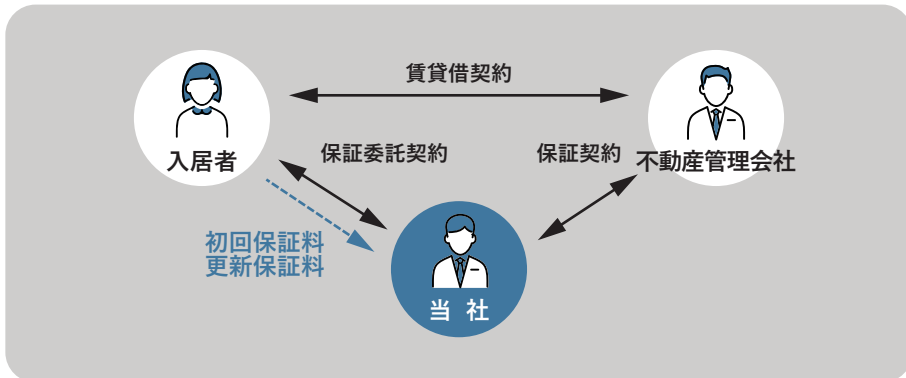 賃貸借契約
入居者
不動産管理会社
保証委託契約
保証契約
初回保証料
更新保証料
当 社